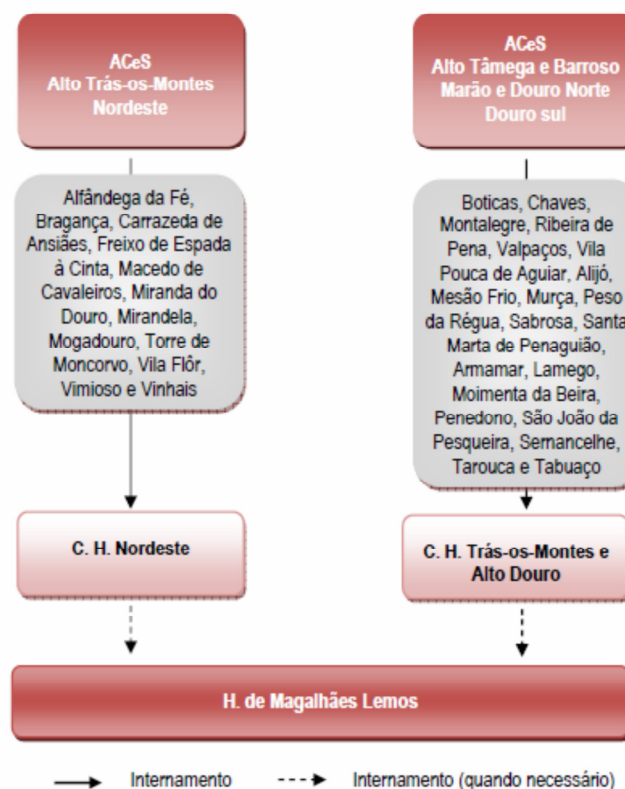 ACeS
Alto Trás-os-Montes
Nordeste
Alfândega da Fé,
Bragança, Carrazeda de
Ansiães, Freixo de Espada
à Cinta, Macedo de
Cavaleiros, Miranda do
Douro, Mirandela,
Mogadouro, Torre de
Moncorvo, Vila Flôr,
Vimioso e Vinhais
C. H. Nordeste
ACeS
Alto Tâmega e Barroso
Marão e Douro Norte
Douro sul
Boticas, Chaves,
Montalegre, Ribeira de
Pena, Valpaços, Vila
Pouca de Aguiar, Alijó,
Mesão Frio, Murça, Peso
da Régua, Sabrosa, Santa
Marta de Penaguião,
Armamar, Lamego,
Moimenta da Beira,
Penedono, São João da
Pesqueira, Sernancelhe,
Tarouca e Tabuaço
C. H. Trás-os-Montes e
Alto Douro
H. de Magalhães Lemos
Internamento
Internamento (quando necessário)